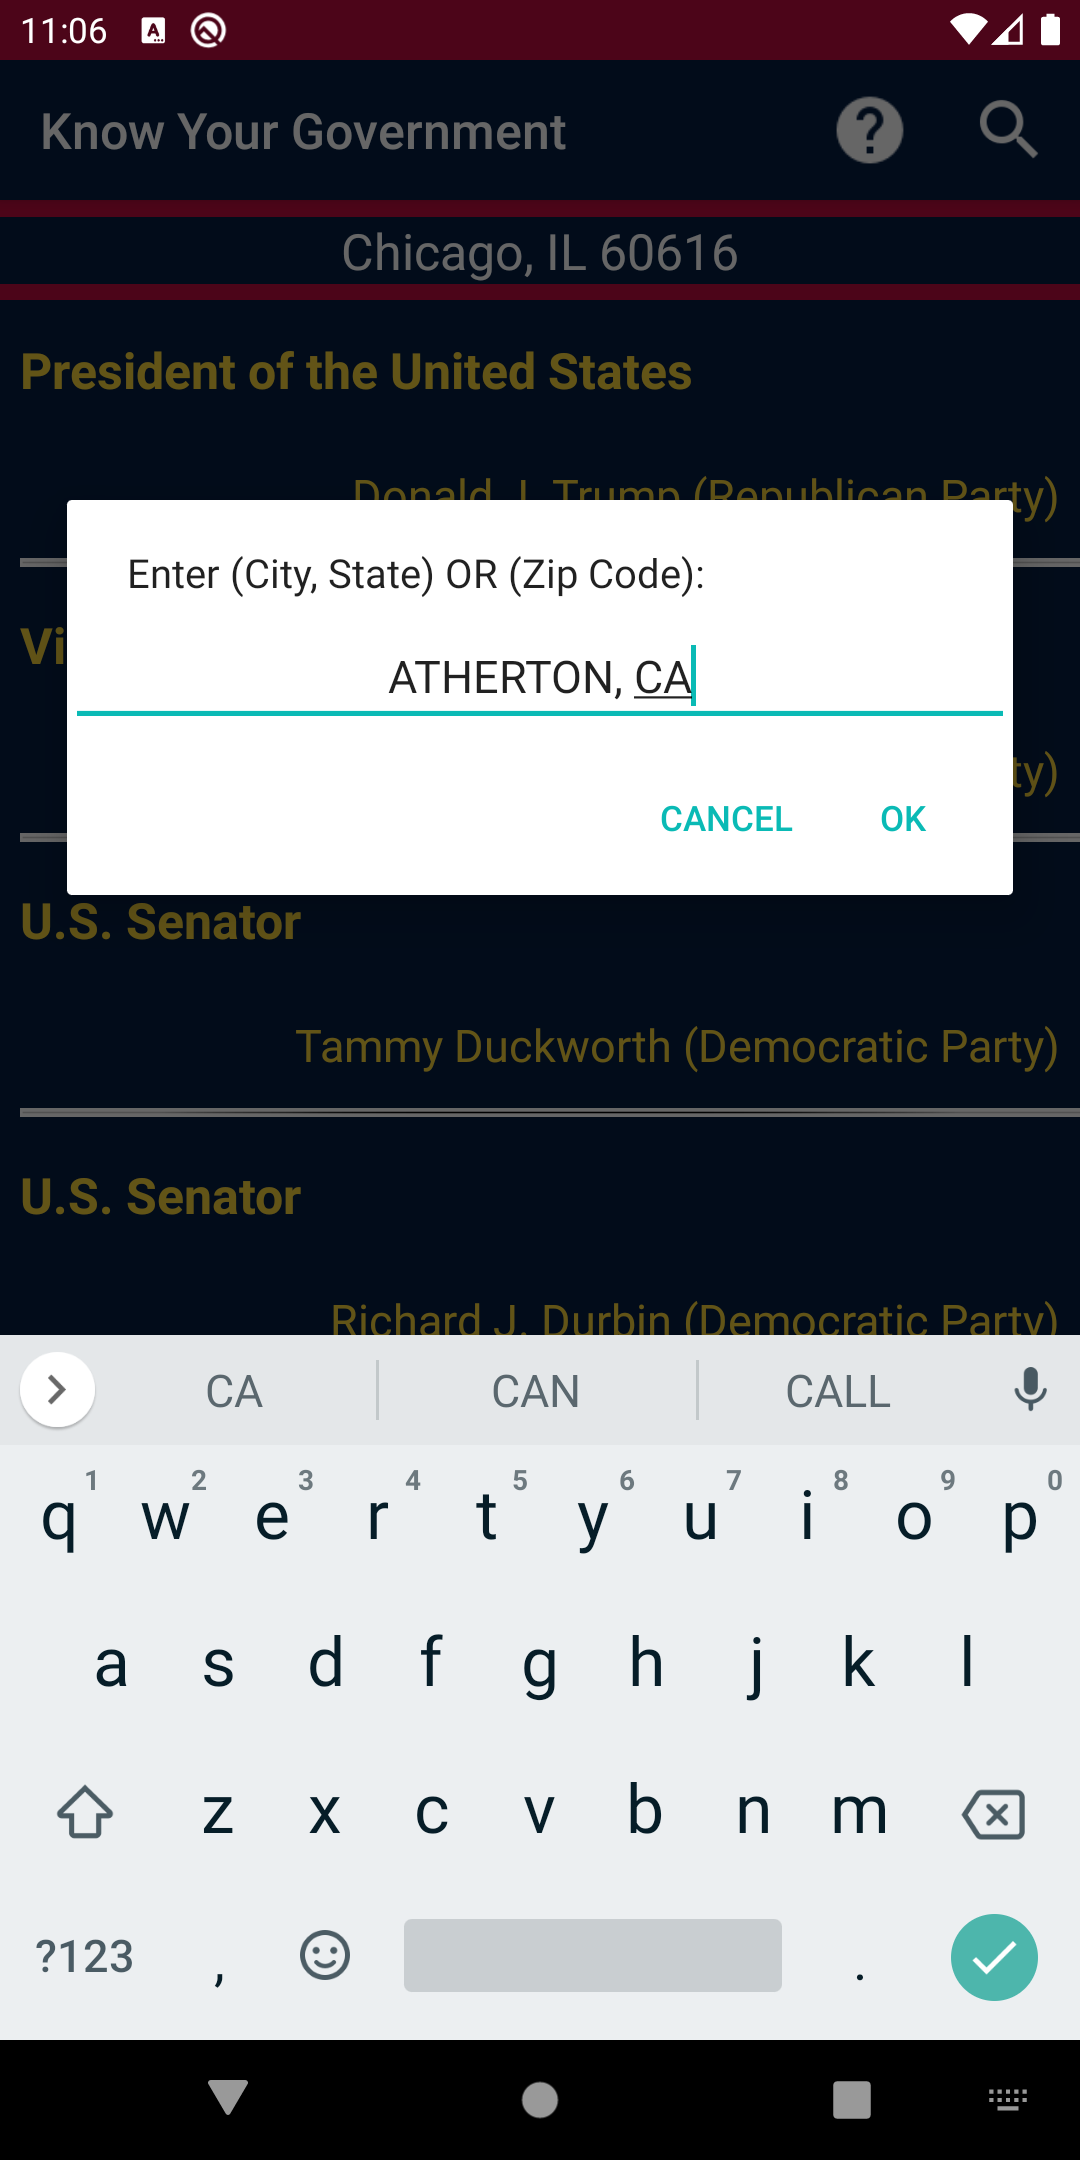 11:06
Know Your Government
Chicago, IL 60616
President of the United States
Donald J. Trump (Republican Party)
Enter (City, State) OR (Zip Code):
Vi
ATHERTON, CA
ty)
CANCEL OK
U.S. Senator
Tammy Duckworth (Democratic Party)
U.S. Senator
Richard J. Durbin (Democratic Party)
CA CAN CALL
1 2 3 4 5 6 7 8 9 0
q w e r t y u i o p
a s d f g h j k l
z x c v b n m
?123 , .